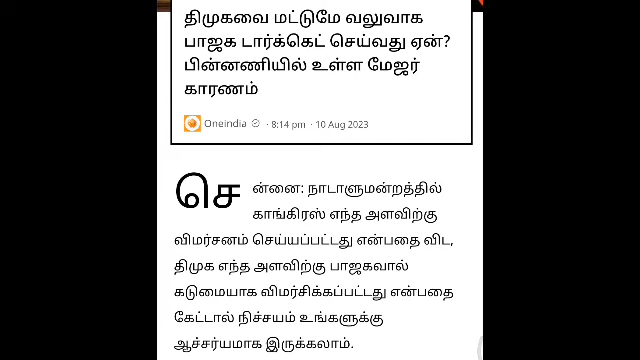 திமுகவை மட்டுமே வலுவாக
பாஜக டார்க்கெட் செய்வது ஏன்?
பின்னணியில் உள்ள மேஜர்
காரணம்
Oneindia · 8:14 pm · 10 Aug 2023
சென்னை: நாடாளுமன்றத்தில்
காங்கிரஸ் எந்த அளவிற்கு
விமர்சனம் செய்யப்பட்டது என்பதை விட,
திமுக எந்த அளவிற்கு பாஜகவால்
கடுமையாக விமர்சிக்கப்பட்டது என்பதை
கேட்டால் நிச்சயம் உங்களுக்கு
ஆச்சர்யமாக இருக்கலாம்.